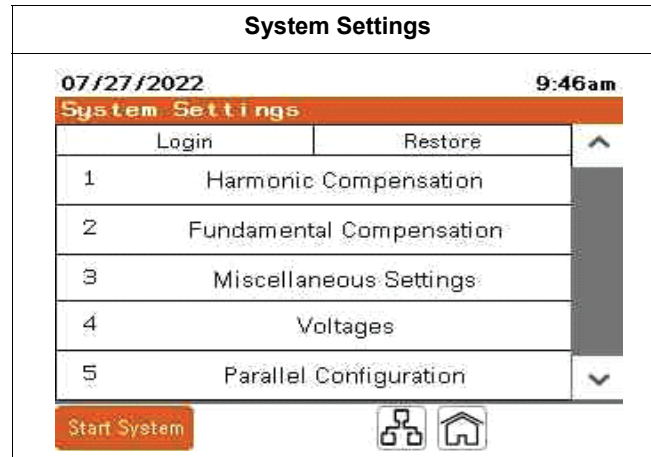 System Settings
07/27/2022 9:46am
System Settings
Login Restore
1 Harmonic Compensation
2 Fundamental Compensation
3 Miscellaneous Settings
4 Voltages
5 Parallel Configuration
Start System